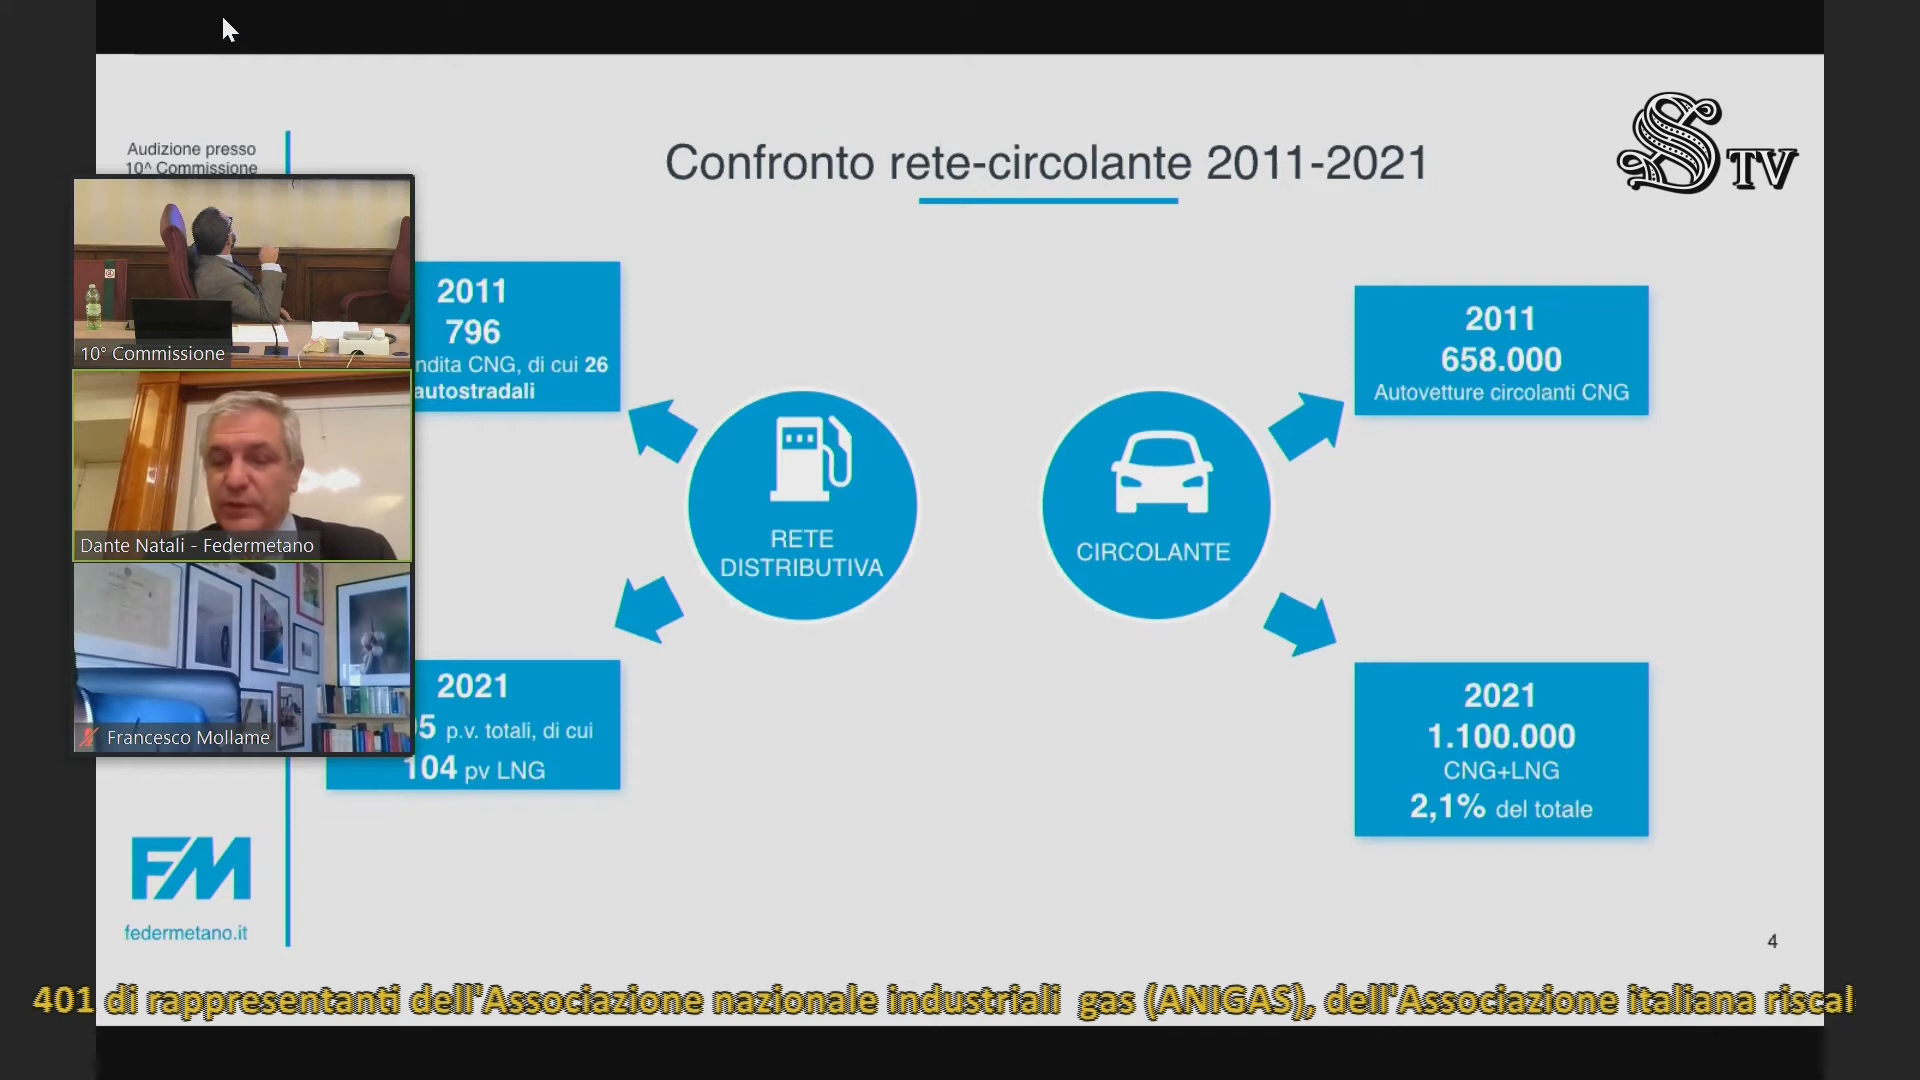 Audizione presso
10^ Commissione
Confronto rete-circolante 2011-2021
S TV
10° Commissione
Dante Natali - Federmetano
Francesco Mollame
2011
796
di cui 26
autostradali
CNG,
RETE
DISTRIBUTIVA
2021
p.v. totali, di cui
104 pv LNG
CIRCOLANTE
2011
658.000
Autovetture circolanti CNG
2021
1.100.000
CNG+LNG
2,1% del totale
FM
federmetano.it
4
401 di rappresentanti dell'Associazione nazionale industriali gas (ANIGAS), dell'Associazione italiana